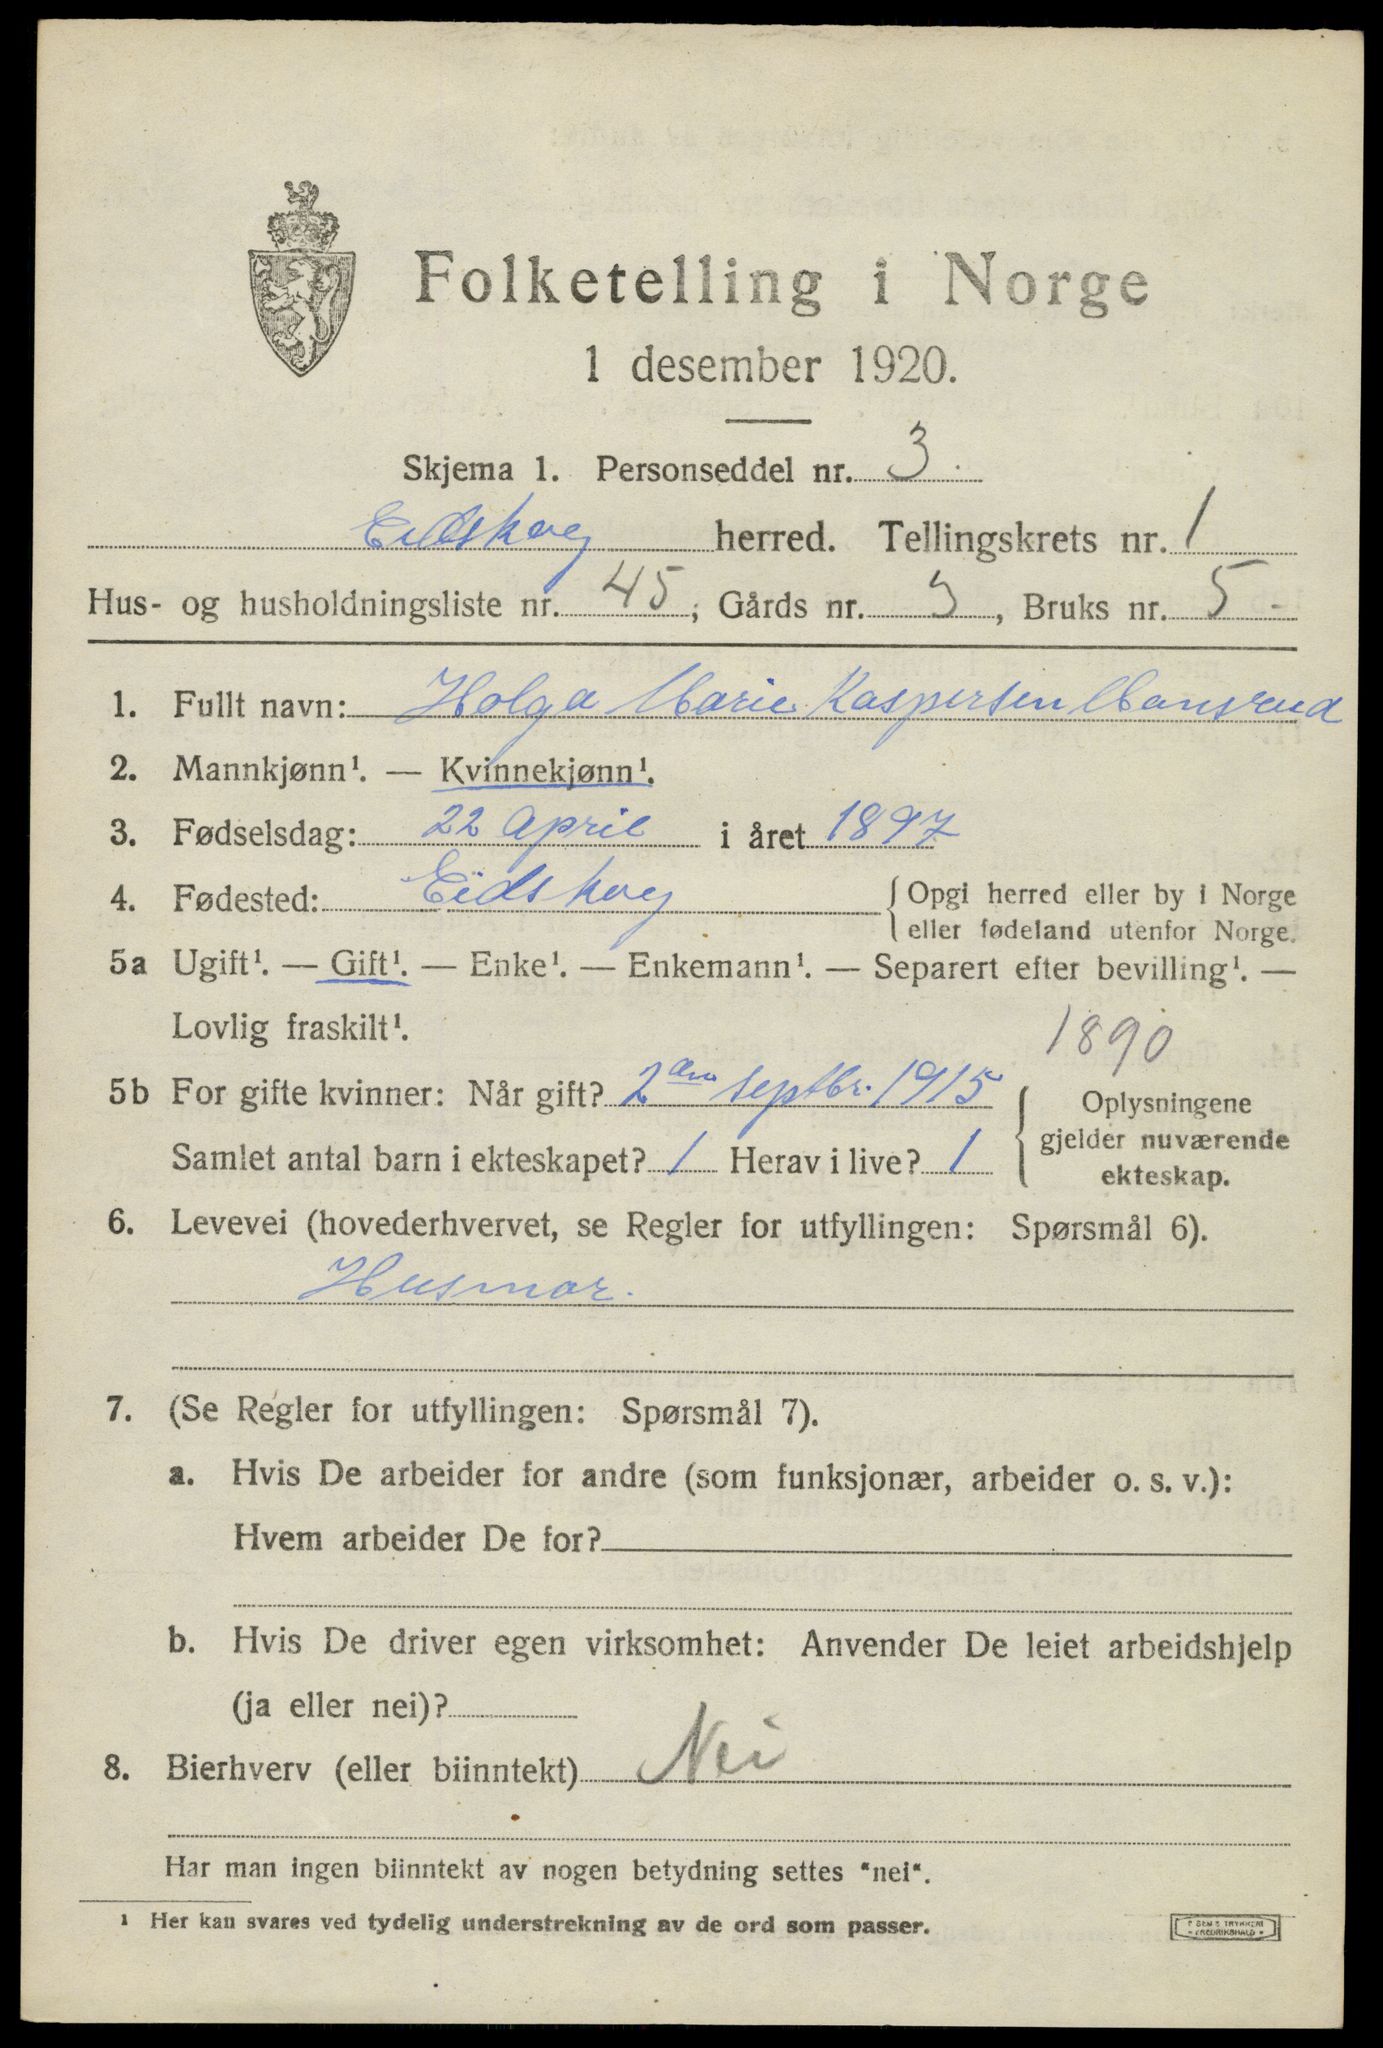 Folketelling i Norge
1 desember 1920.
Skjema 1. Personseddel nr. 3.
Eidskog herred. Tellingskrets nr. 1
Hus- og husholdningsliste nr. 45; Gårds nr. 3, Bruks nr. 5-
1. Fullt navn: Holga Marie Kaspersen Mansrud
2. Mannkjønn¹. — Kvinnekjønn¹.
3. Fødselsdag: 22 April i året 1897
4. Fødested: Eidskog {Opgi herred eller by i Norge
eller fødeland utenfor Norge.
5a Ugift¹. — Gift¹. — Enke¹. — Enkemann¹. — Separert efter bevilling¹. —
Lovlig fraskilt¹.
1890
5b For gifte kvinner: Når gift? 2den septbr. 1915
Samlet antal barn i ekteskapet? 1 Herav i live? 1
{Oplysningene
gjelder nuværende
ekteskap.
6. Levevei (hovederhvervet, se Regler for utfyllingen: Spørsmål 6).
Husmor.
7. (Se Regler for utfyllingen: Spørsmål 7).
a. Hvis De arbeider for andre (som funksjonær, arbeider o. s. v.):
Hvem arbeider De for?
b. Hvis De driver egen virksomhet: Anvender De leiet arbeidshjelp
(ja eller nei)?
8. Bierhverv (eller biinntekt) Nei
Har man ingen biinntekt av nogen betydning settes "nei".
¹ Her kan svares ved tydelig understrekning av de ord som passer.
TRYKKERI
FREDRIKSHALD